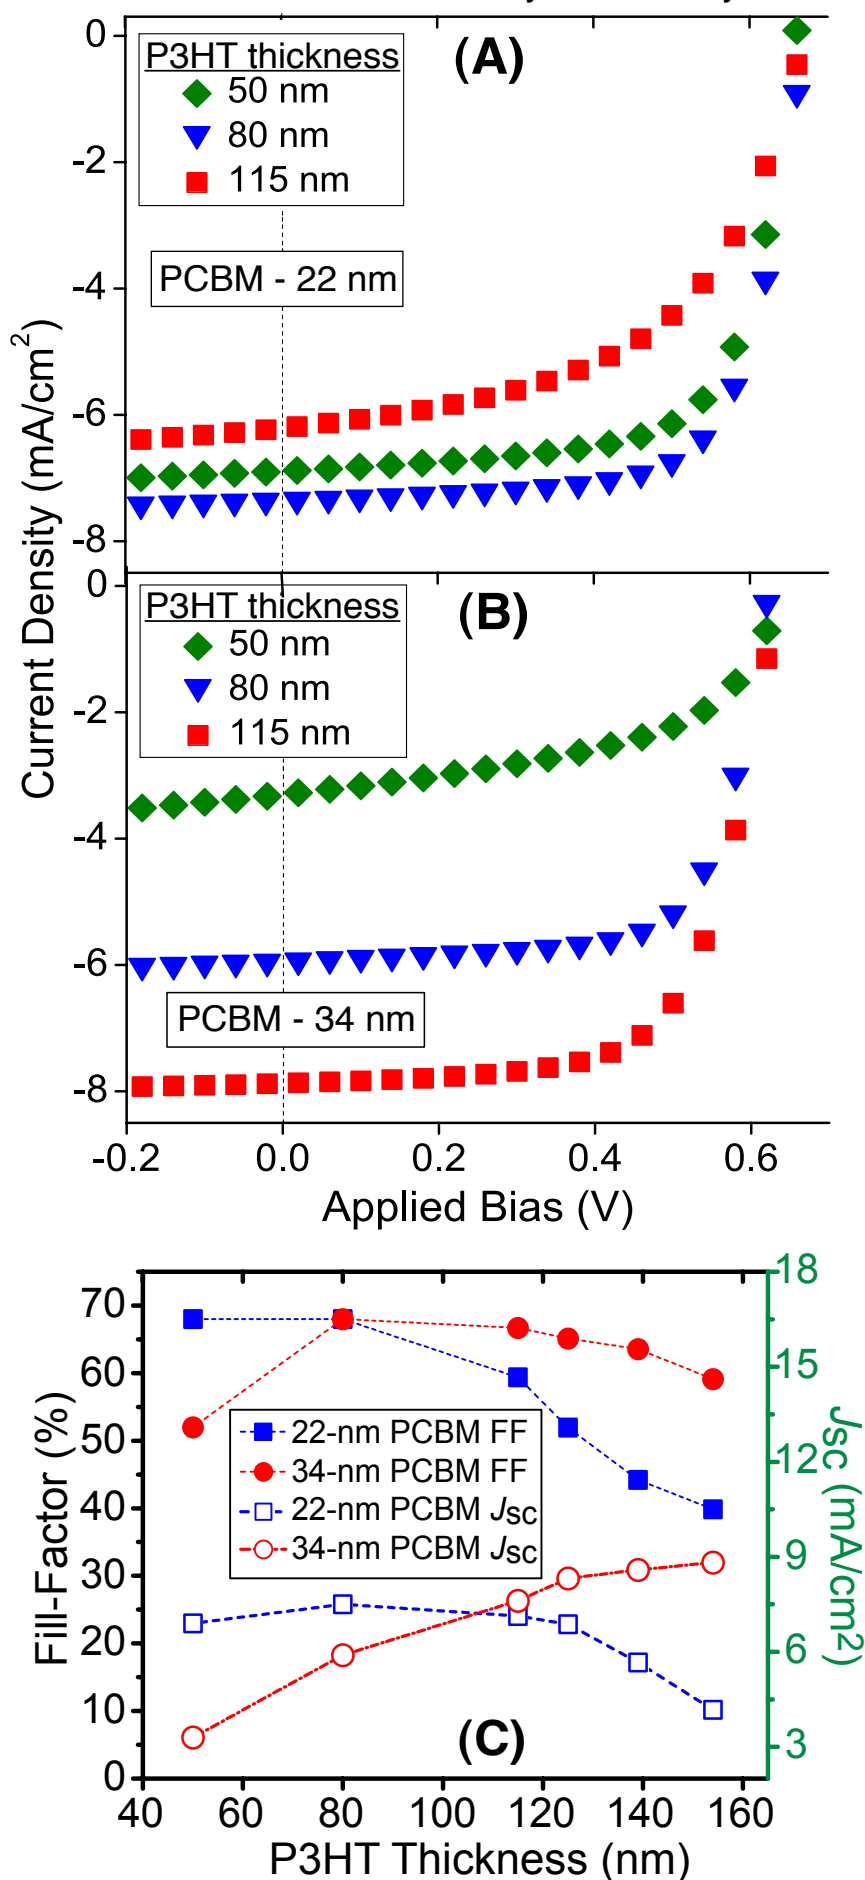 0
(A)
P3HT thickness
50 nm
80 nm
115 nm
-2
PCBM - 22 nm
-4
-6
-8
Current Density (mA/cm²)
0
(B)
P3HT thickness
50 nm
80 nm
115 nm
-2
-4
-6
PCBM - 34 nm
-8
-0.2 0.0 0.2 0.4 0.6
Applied Bias (V)
70
60
50
40
30
20
10
0
Fill-Factor (%)
22-nm PCBM FF
34-nm PCBM FF
22-nm PCBM Jsc
34-nm PCBM Jsc
(C)
18
15
12
9
6
3
Jsc (mA/cm²)
40 60 80 100 120 140 160
P3HT Thickness (nm)